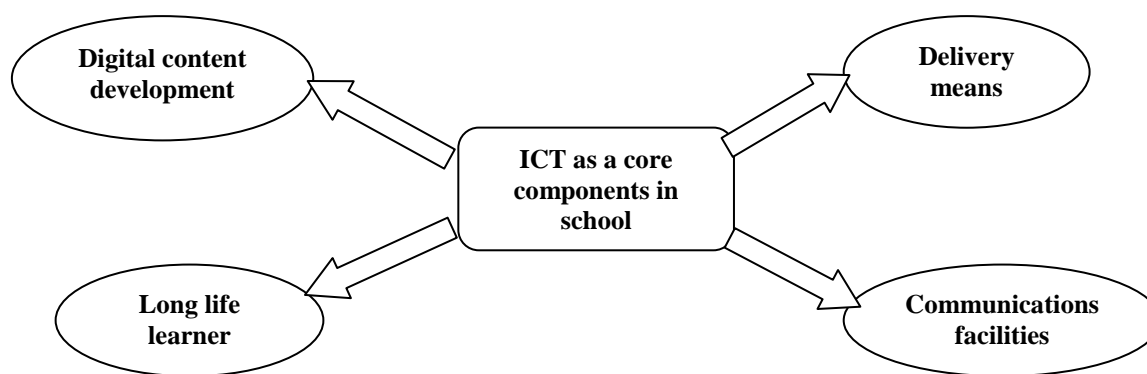 Digital content
development
Delivery
means
ICT as a core
components in
school
Long life
learner
Communications
facilities